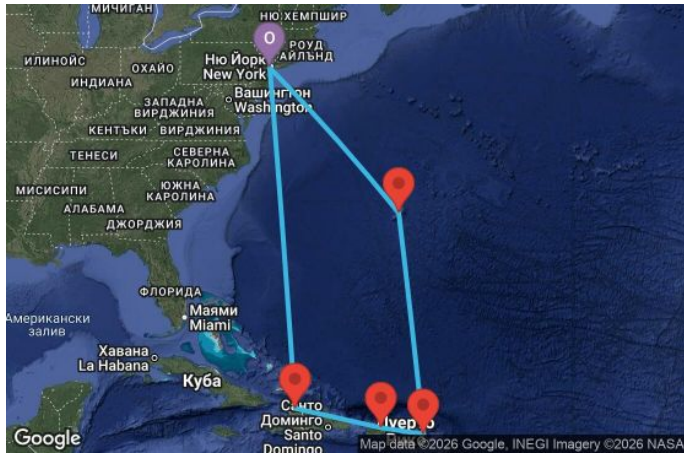 МИЧИГАН
НЮ ХЕМПШИР
O
РОУД
АЙЛЪНД
Ню Йорк
New York
ИЛИНОЙС
ОХАЙО
ИНДИАНА
Вашингтон
Washington
ЗАПАДНА
ВИРДЖИНИЯ
КЕНТЪКИ
ВИРДЖИНИЯ
ТЕНЕСИ
СЕВЕРНА
КАРОЛИНА
МИСИСИПИ
ЮЖНА
КАРОЛИНА
АЛАБАМА
ДЖОРДЖИЯ
ФЛОРИДА
Американски
залив
Маями
Miami
Хавана
La Habana
Куба
Санто
Доминго
Santo
Domingo
Google
Map data ©2026 Google, INEGI Imagery ©2026 NASA